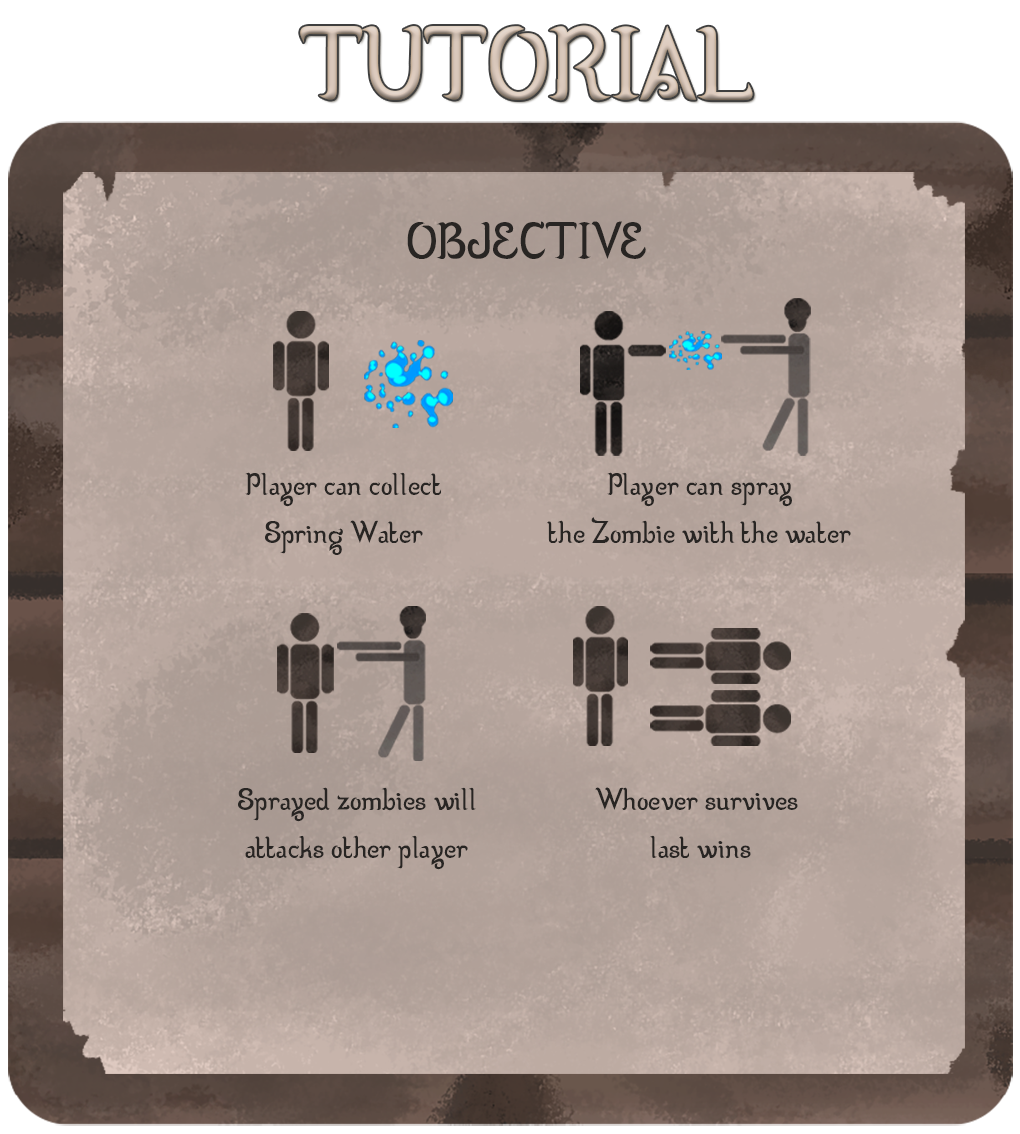 TUTORIAL
OBJECTIVE
Player can collect
Spring Water
Player can spray
the Zombie with the water
Sprayed zombies will
attacks other player
Whoever survives
last wins